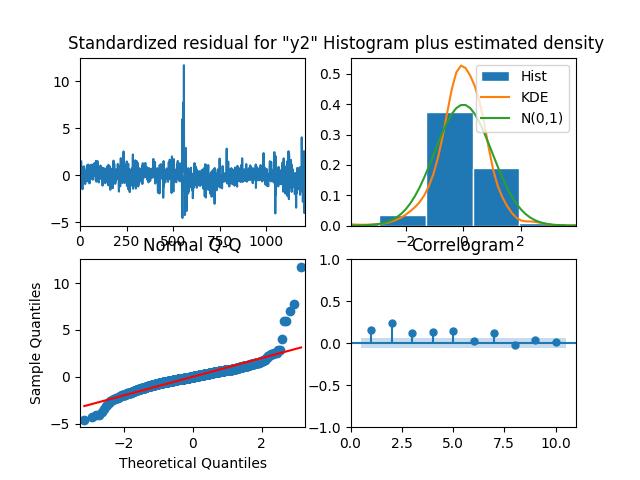 Standardized residual for "y2"
Histogram plus estimated density
10
5
0
−5
0 250 500 750 1000
0.5
0.4
0.3
0.2
0.1
0.0
−2 0 2
Hist
KDE
N(0,1)
Normal Q-Q
Correlogram
Sample Quantiles
10
5
0
−5
−2 0 2
Theoretical Quantiles
1.0
0.5
0.0
−0.5
−1.0
0.0 2.5 5.0 7.5 10.0